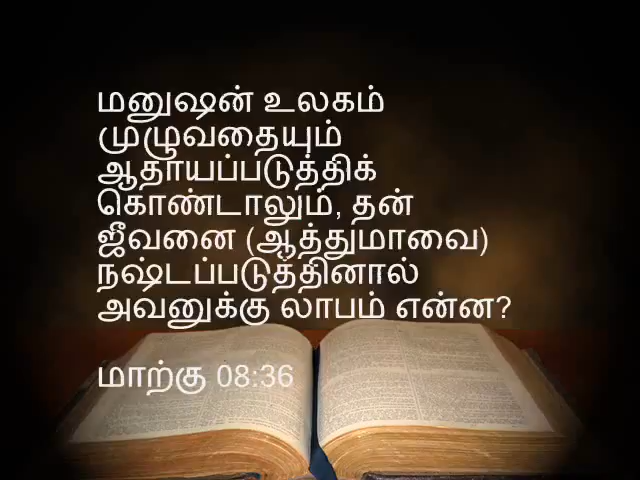 மனுஷன் உலகம்
முழுவதையும்
ஆதாயப்படுத்திக்
கொண்டாலும், தன்
ஜீவனை (ஆத்துமாவை)
நஷ்டப்படுத்தினால்
அவனுக்கு லாபம் என்ன?
மாற்கு 08:36